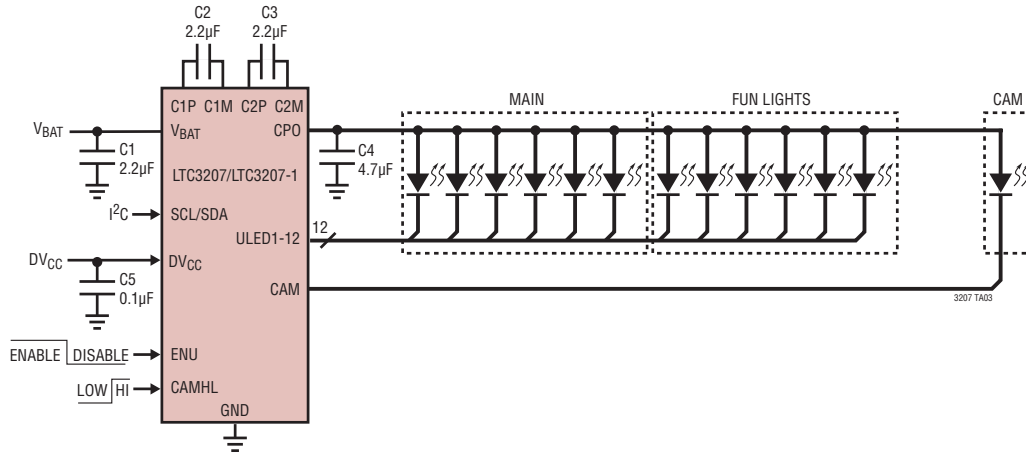 C2
2.2µF
C3
2.2µF
C1P C1M C2P C2M
MAIN
FUN LIGHTS
CAM
VBAT
VBAT
CPO
C1
2.2µF
C4
4.7µF
LTC3207/LTC3207-1
I²C
SCL/SDA
ULED1-12
12
DVCC
DVCC
C5
0.1µF
CAM
3207 TA03
ENABLE DISABLE
ENU
LOW HI
CAMHL
GND